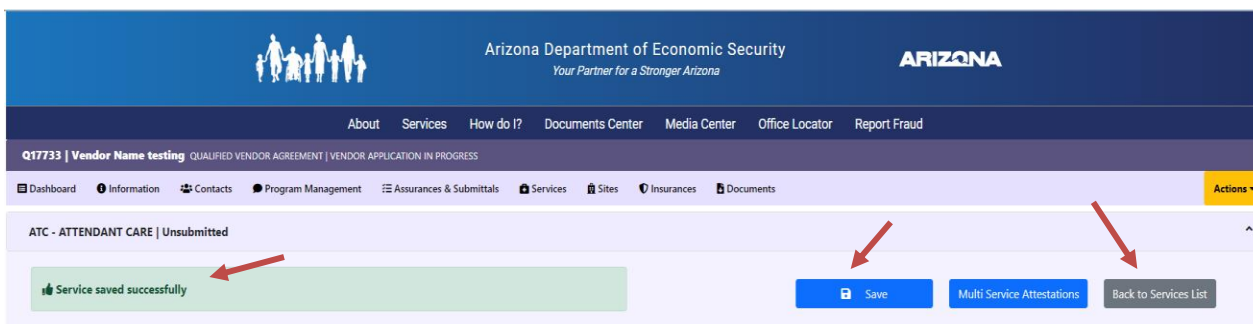 Arizona Department of Economic Security
Your Partner for a Stronger Arizona
ARIZONA
About Services How do I? Documents Center Media Center Office Locator Report Fraud
Q17733 | Vendor Name testing QUALIFIED VENDOR AGREEMENT | VENDOR APPLICATION IN PROGRESS
Dashboard Information Contacts Program Management Assurances & Submittals Services Sites Insurances Documents Actions
ATC - ATTENDANT CARE | Unsubmitted
Service saved successfully
Save Multi Service Attestations Back to Services List